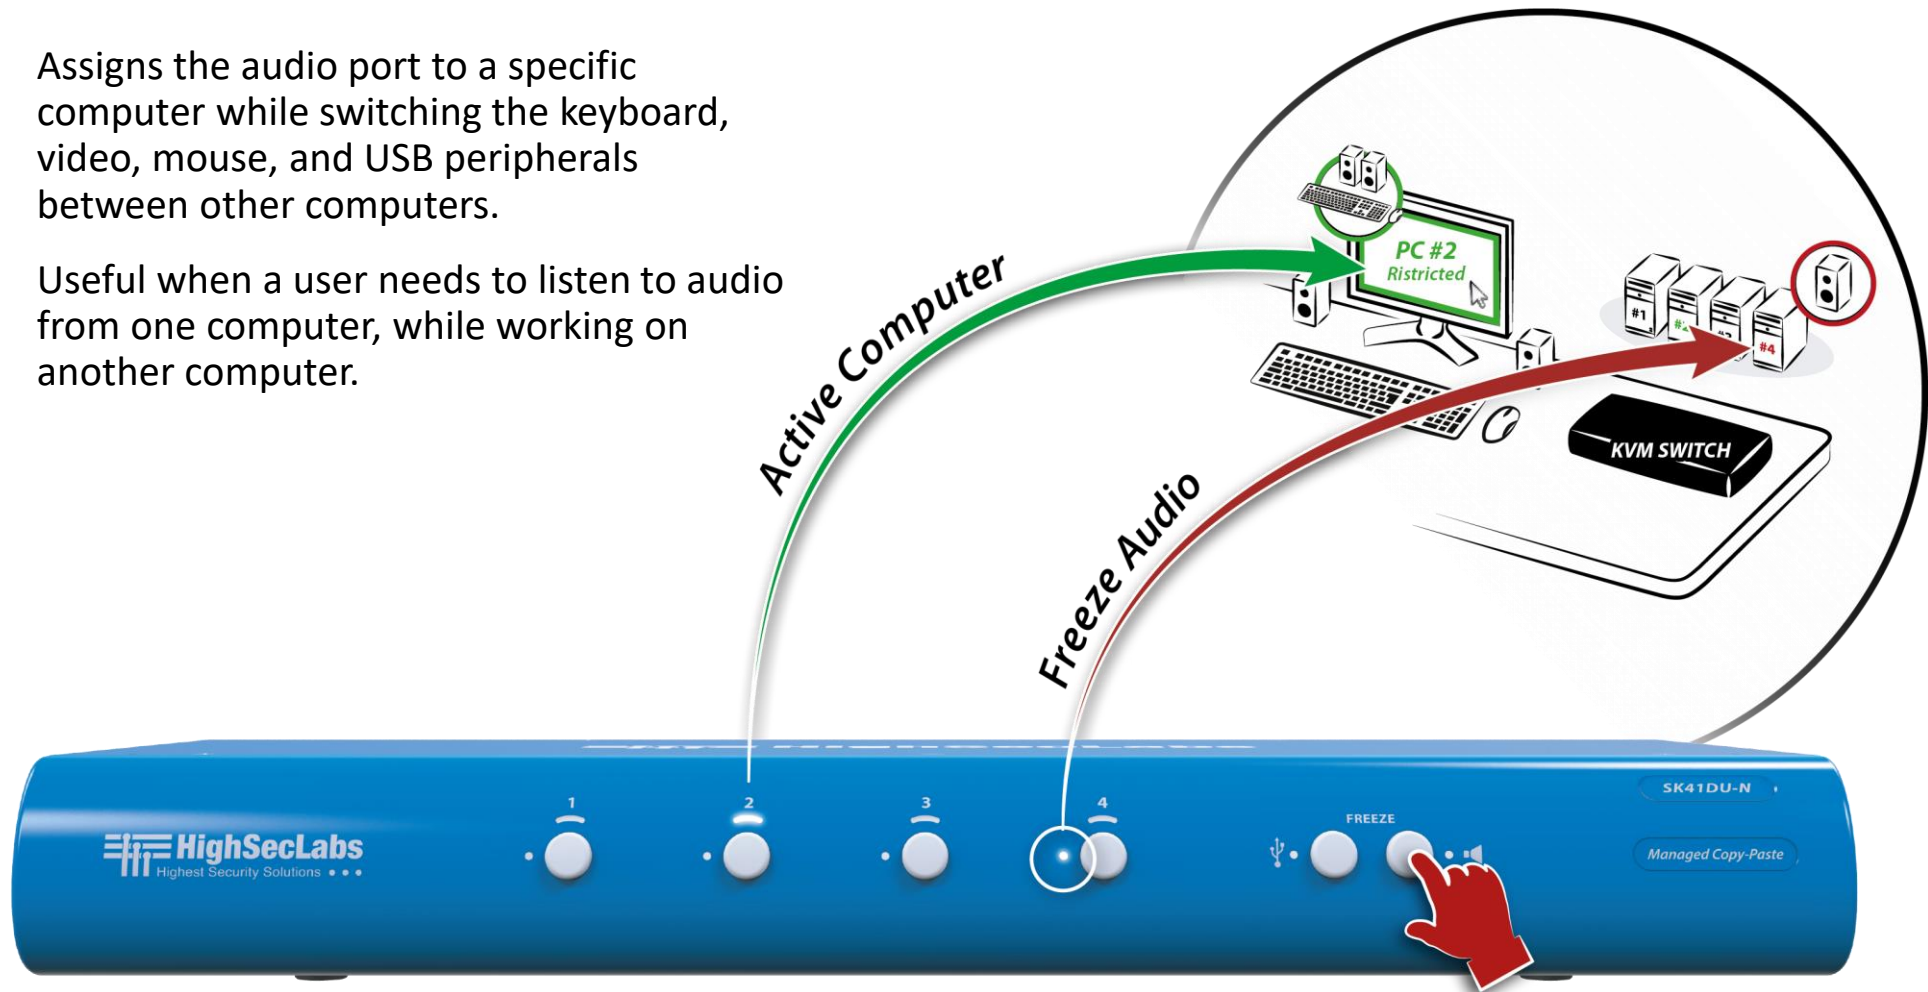 Assigns the audio port to a specific
computer while switching the keyboard,
video, mouse, and USB peripherals
between other computers.
Useful when a user needs to listen to audio
from one computer, while working on
another computer.
Active Computer
Freeze Audio
PC #2
Ristricted
#1
#4
KVM SWITCH
HighSecLabs
Highest Security Solutions
1
2
3
4
FREEZE
SK41DU-N
Managed Copy-Paste